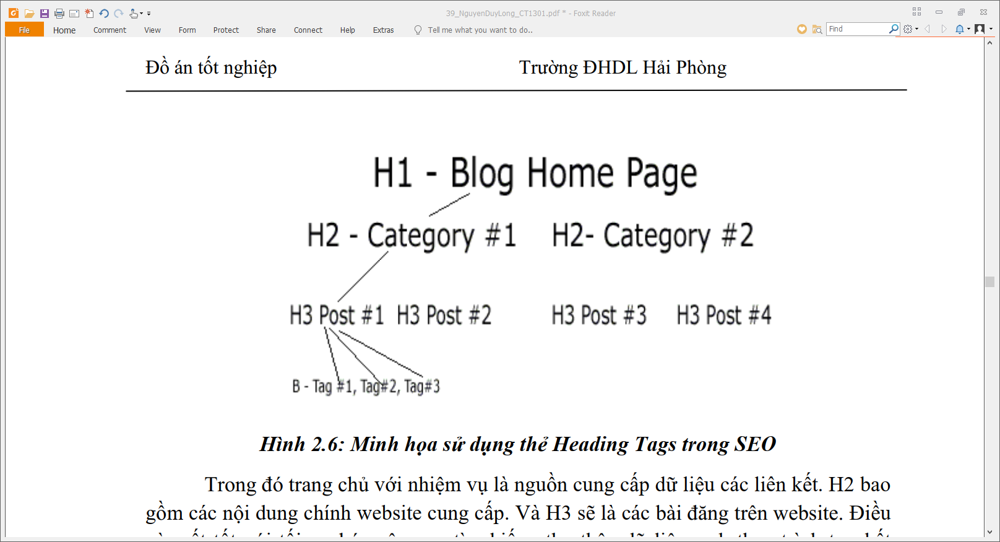 39_NguyenDuyLong_CT1301.pdf * - Foxit Reader
File Home Comment View Form Protect Share Connect Help Extras Tell me what you want to do.. Find
Đồ án tốt nghiệp Trường ĐHDL Hải Phòng
H1 - Blog Home Page
H2 - Category #1 H2- Category #2
H3 Post #1 H3 Post #2 H3 Post #3 H3 Post #4
B - Tag #1, Tag#2, Tag#3
Hình 2.6: Minh họa sử dụng thẻ Heading Tags trong SEO
Trong đó trang chủ với nhiệm vụ là nguồn cung cấp dữ liệu các liên kết. H2 bao
gồm các nội dung chính website cung cấp. Và H3 sẽ là các bài đăng trên website. Điều